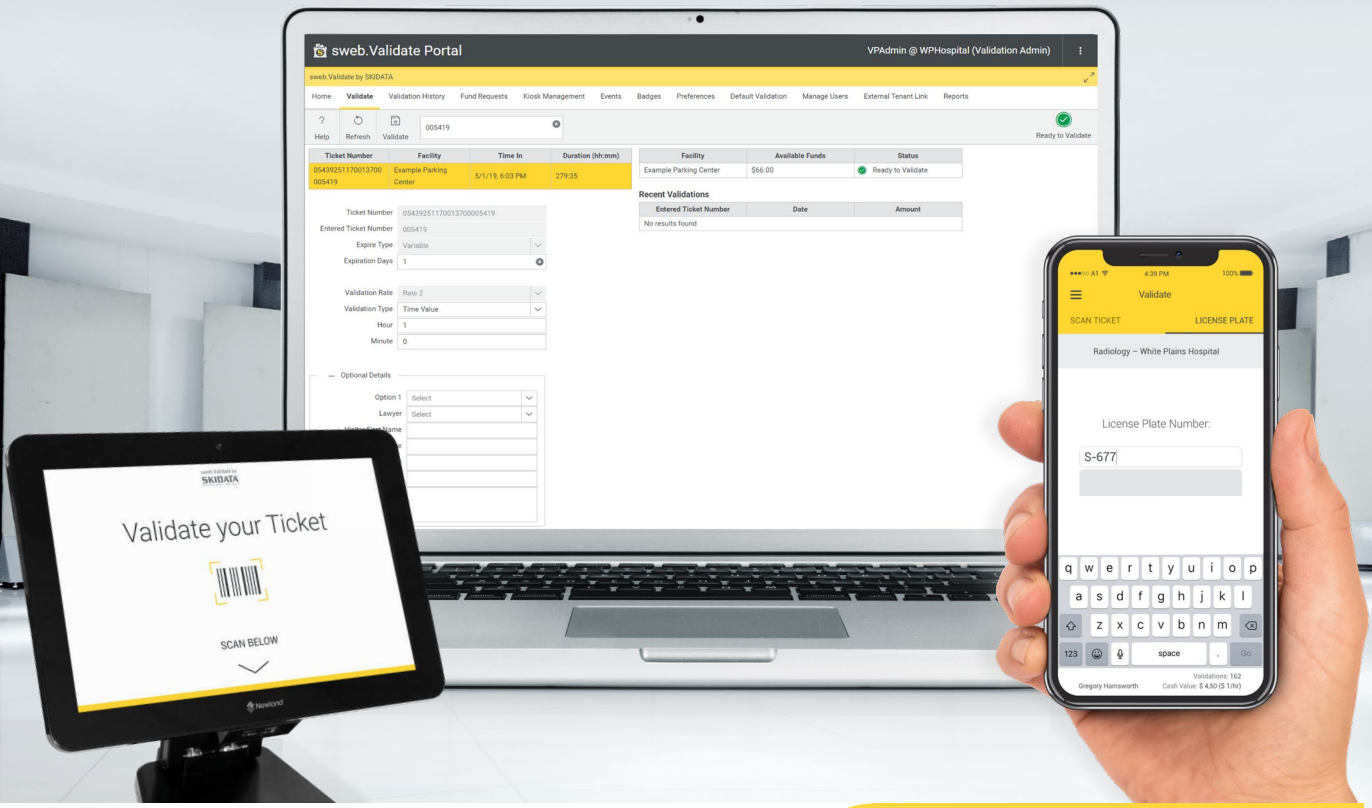 sweb.Validate Portal
VPAdmin @ WPHospital (Validation Admin)
sweb.Validate by SKIDATA
Home Validate Validation History Fund Requests Kiosk Management Events Badges Preferences Default Validation Manage Users External Tenant Link Reports
? Help Refresh Validate 005419 Ready to Validate
Ticket Number Facility Time In Duration (hh:mm)
05439251170013700 Example Parking 5/1/19, 6:03 PM 279:35
005419 Center
Ticket Number 05439251170013700005419
Entered Ticket Number 005419
Expire Type Variable
Expiration Days 1
Validation Rate Rate 2
Validation Type Time Value
Hour 1
Minute 0
Optional Details
Option 1 Select
Lawyer Select
Facility Available Funds Status
Example Parking Center $66.00 Ready to Validate
Recent Validations
Entered Ticket Number Date Amount
No results found
sweb.Validate by
SKIDATA
Validate your Ticket
SCAN BELOW
Newland
A1 4:39 PM 100%
Validate
SCAN TICKET LICENSE PLATE
Radiology – White Plains Hospital
License Plate Number:
S-677
q w e r t y u i o p
a s d f g h j k l
z x c v b n m
123 space . Go
Validations: 162
Gregory Hamsworth Cash Value: $ 4,50 ($ 1/hr)